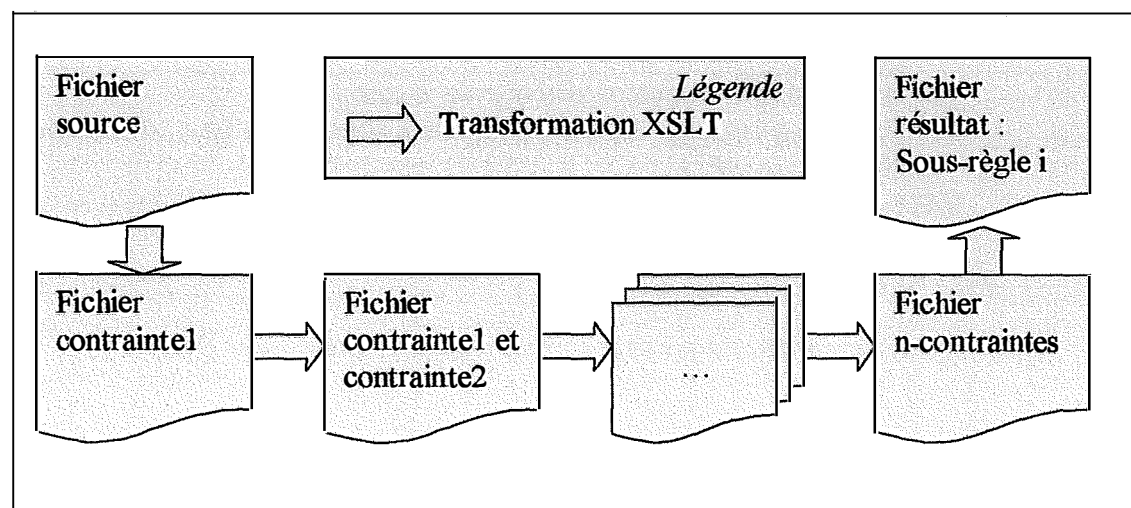 Fichier
source
Légende
Transformation XSLT
Fichier
résultat :
Sous-règle i
Fichier
contrainte1
Fichier
contrainte1 et
contrainte2
...
Fichier
n-contraintes